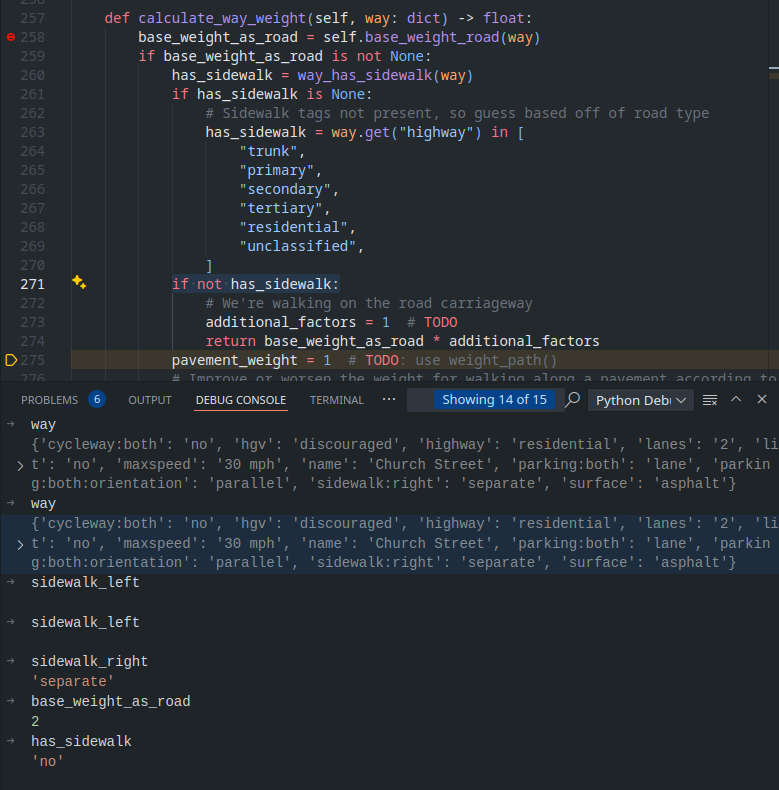 256
257 def calculate_way_weight(self, way: dict) -> float:
258 base_weight_as_road = self.base_weight_road(way)
259 if base_weight_as_road is not None:
260 has_sidewalk = way_has_sidewalk(way)
261 if has_sidewalk is None:
262 # Sidewalk tags not present, so guess based off of road type
263 has_sidewalk = way.get("highway") in [
264 "trunk",
265 "primary",
266 "secondary",
267 "tertiary",
268 "residential",
269 "unclassified",
270 ]
271 if not has_sidewalk:
272 # We're walking on the road carriageway
273 additional_factors = 1 # TODO
274 return base_weight_as_road * additional_factors
275 pavement_weight = 1 # TODO: use weight_path()
276 # Improve or worsen the weight for walking along a pavement according to
PROBLEMS 6 OUTPUT DEBUG CONSOLE TERMINAL ··· Showing 14 of 15 Python Debu
way
{'cycleway:both': 'no', 'hgv': 'discouraged', 'highway': 'residential', 'lanes': '2', 'li
t': 'no', 'maxspeed': '30 mph', 'name': 'Church Street', 'parking:both': 'lane', 'parkin
g:both:orientation': 'parallel', 'sidewalk:right': 'separate', 'surface': 'asphalt'}
way
{'cycleway:both': 'no', 'hgv': 'discouraged', 'highway': 'residential', 'lanes': '2', 'li
t': 'no', 'maxspeed': '30 mph', 'name': 'Church Street', 'parking:both': 'lane', 'parkin
g:both:orientation': 'parallel', 'sidewalk:right': 'separate', 'surface': 'asphalt'}
sidewalk_left
sidewalk_left
sidewalk_right
'separate'
base_weight_as_road
2
has_sidewalk
'no'